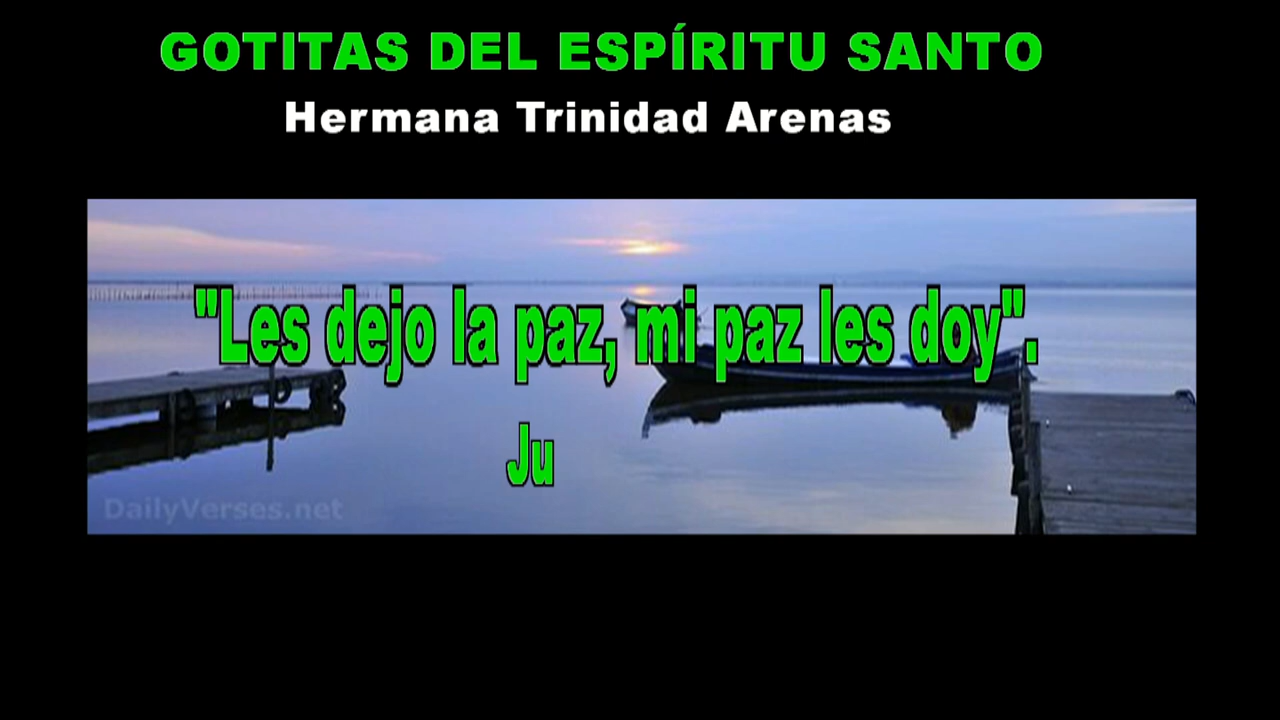 GOTITAS DEL ESPÍRITU SANTO
Hermana Trinidad Arenas
"Les dejo la paz, mi paz les doy".
Ju
DailyVerses.net